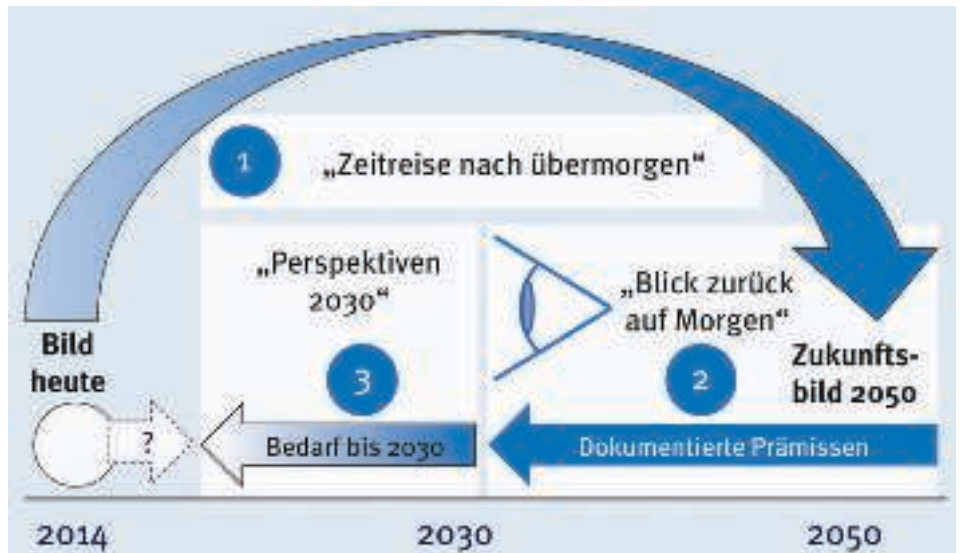 1
„Zeitreise nach übermorgen“
„Perspektiven
2030“
„Blick zurück
auf Morgen“
Bild
heute
3
2
Zukunfts-
bild 2050
?
Bedarf bis 2030
Dokumentierte Prämissen
2014
2030
2050